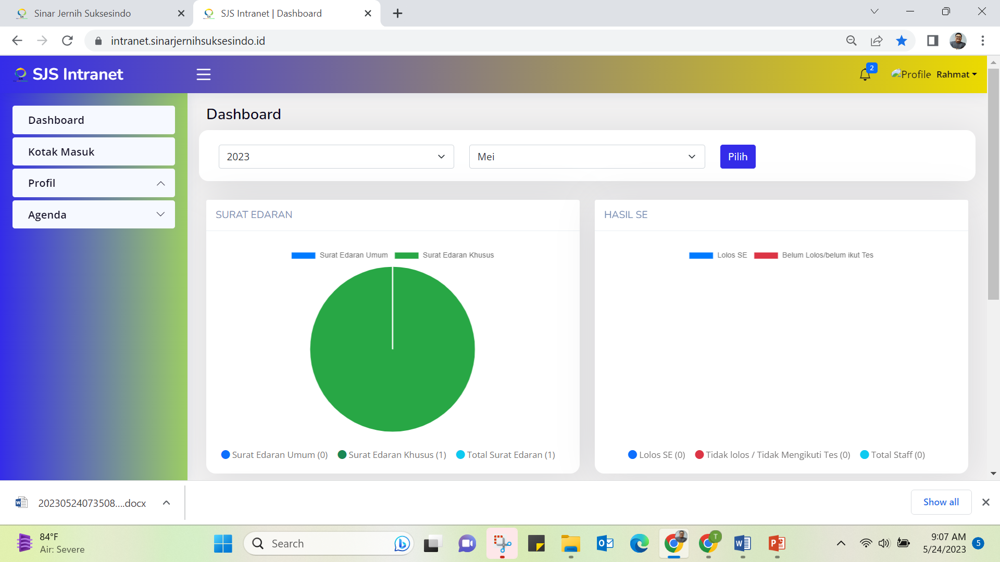 Sinar Jernih Suksesindo
SJS Intranet | Dashboard
intranet.sinarjernihsuksesindo.id
SJS Intranet
2
Profile
Rahmat
Dashboard
Kotak Masuk
Profil
Agenda
Dashboard
2023
Mei
Pilih
SURAT EDARAN
Surat Edaran Umum
Surat Edaran Khusus
Surat Edaran Umum (0)
Surat Edaran Khusus (1)
Total Surat Edaran (1)
HASIL SE
Lolos SE
Belum Lolos/belum ikut Tes
Lolos SE (0)
Tidak lolos / Tidak Mengikuti Tes (0)
Total Staff (0)
20230524073508....docx
Show all
84°F
Air: Severe
Search
T
9:07 AM
5/24/2023
5